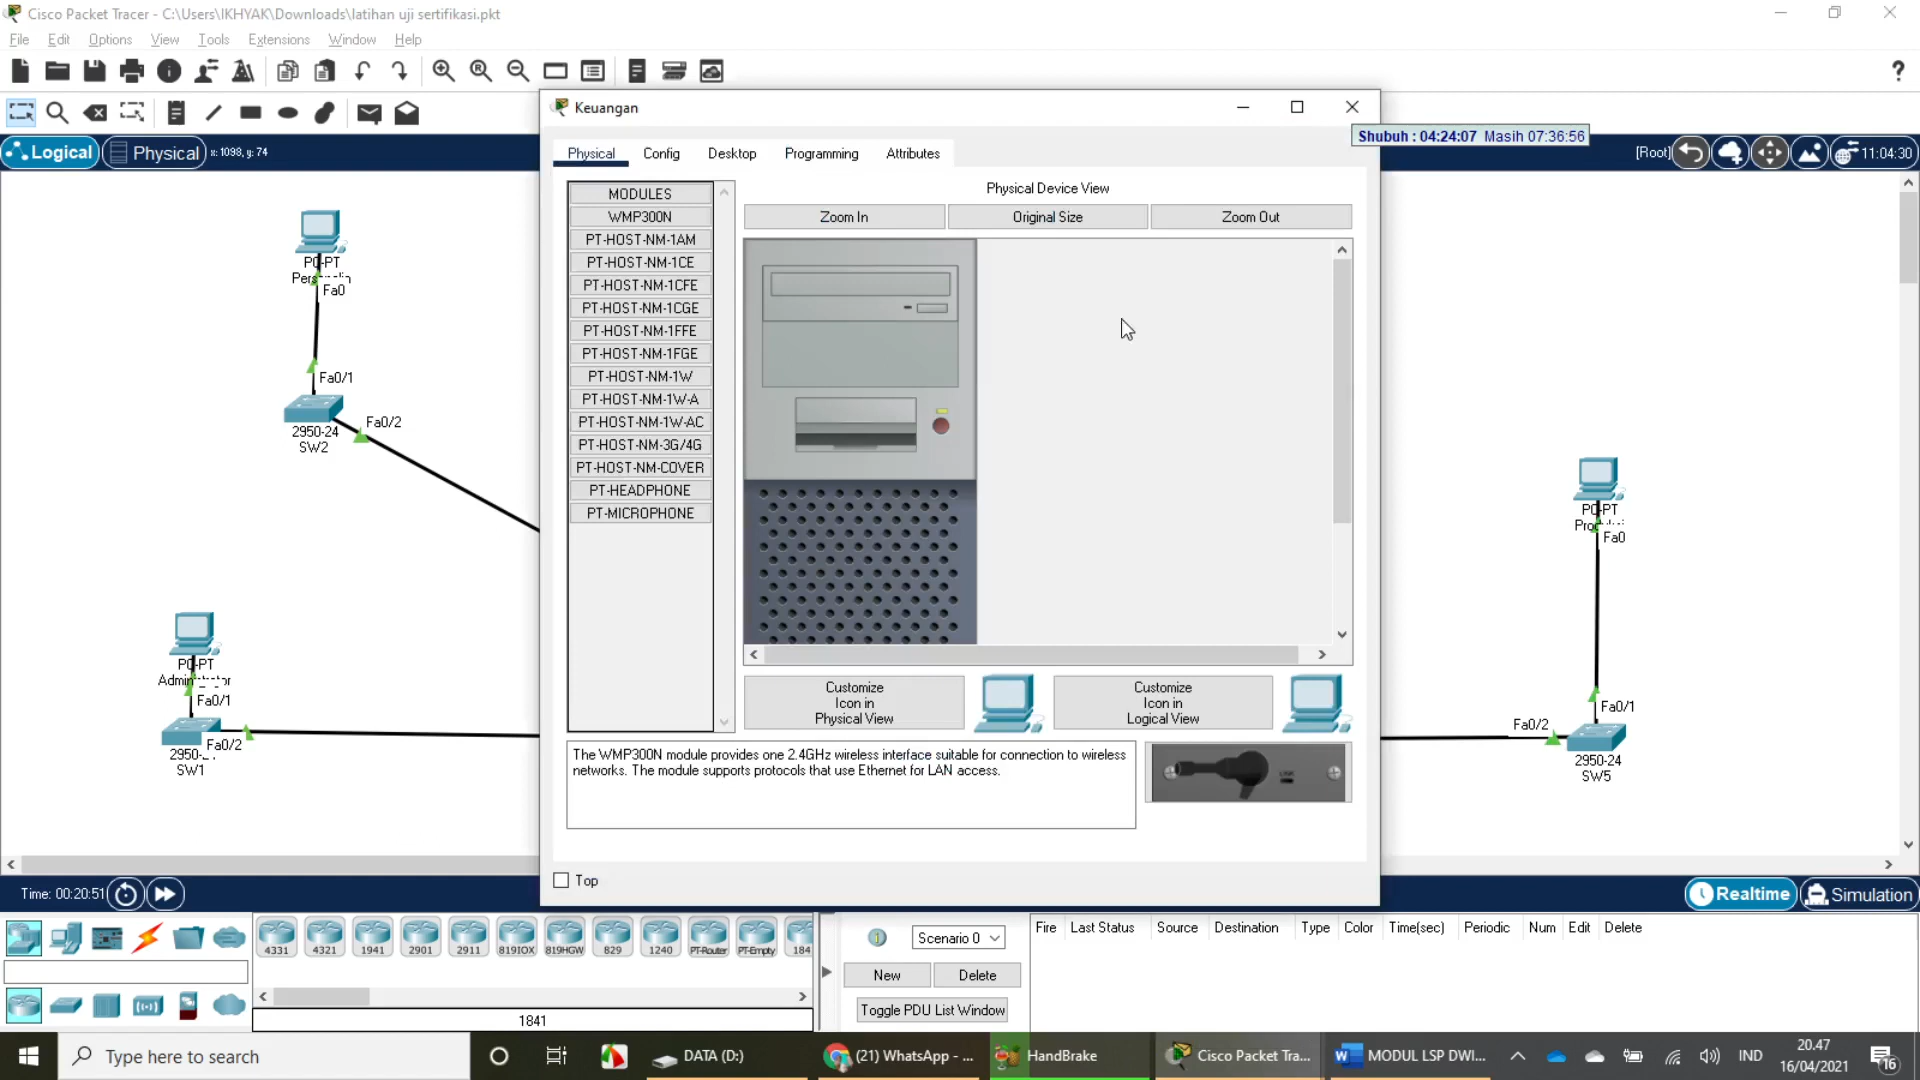 Cisco Packet Tracer - C:\Users\IKHYAK\Downloads\latihan uji sertifikasi.pkt
File Edit Options View Tools Extensions Window Help
?
Keuangan
Shubuh : 04:24:07 Masih 07:36:56
Logical Physical x: 1098, y: 74
[Root] 11:04:30
Physical Config Desktop Programming Attributes
MODULES
WMP300N
PT-HOST-NM-1AM
PT-HOST-NM-1CE
PT-HOST-NM-1CFE
PT-HOST-NM-1CGE
PT-HOST-NM-1FFE
PT-HOST-NM-1FGE
PT-HOST-NM-1W
PT-HOST-NM-1W-A
PT-HOST-NM-1W-AC
PT-HOST-NM-3G/4G
PT-HOST-NM-COVER
PT-HEADPHONE
PT-MICROPHONE
Physical Device View
Zoom In Original Size Zoom Out
Customize
Icon in
Physical View
Customize
Icon in
Logical View
The WMP300N module provides one 2.4GHz wireless interface suitable for connection to wireless
networks. The module supports protocols that use Ethernet for LAN access.
Top
PC-PT
Fa0
Fa0/1
Fa0/2
2950-24
SW2
PC-PT
Fa0/1
Fa0/2
SW1
PC-PT
Fa0
Fa0/1
Fa0/2
2950-24
SW5
Time: 00:20:51
Realtime Simulation
4331 4321 1941 2901 2911 819IOX 819HGW 829 1240 PT-Router PT-Empty 184
1841
Scenario 0
New Delete
Toggle PDU List Window
Fire Last Status Source Destination Type Color Time(sec) Periodic Num Edit Delete
Type here to search
DATA (D:)
(21) WhatsApp - ...
HandBrake
Cisco Packet Tra...
MODUL LSP DWI...
IND
20.47
16/04/2021
16